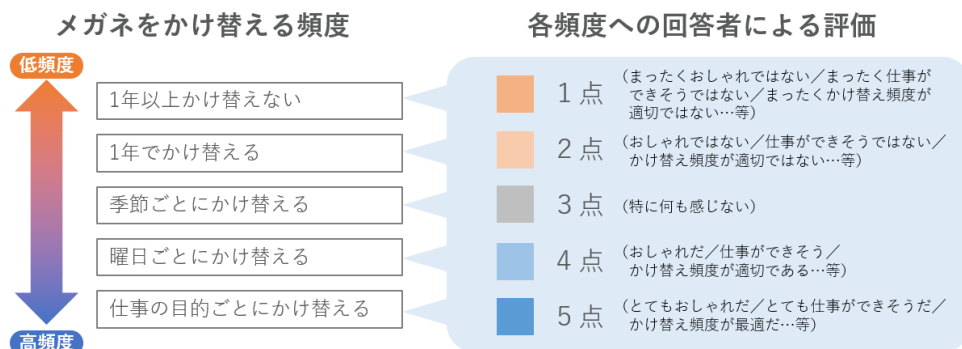 メガネをかけ替える頻度
低頻度
1年以上かけ替えない
1年でかけ替える
季節ごとにかけ替える
曜日ごとにかけ替える
仕事の目的ごとにかけ替える
高頻度
各頻度への回答者による評価
1点
(まったくおしゃれではない／まったく仕事が
できそうではない／まったくかけ替え頻度が
適切ではない…等)
2点
(おしゃれではない／仕事ができそうではない／
かけ替え頻度が適切ではない…等)
3点
(特に何も感じない)
4点
(おしゃれだ／仕事ができそう／
かけ替え頻度が適切である…等)
5点
(とてもおしゃれだ／とても仕事ができそうだ／
かけ替え頻度が最適だ…等)